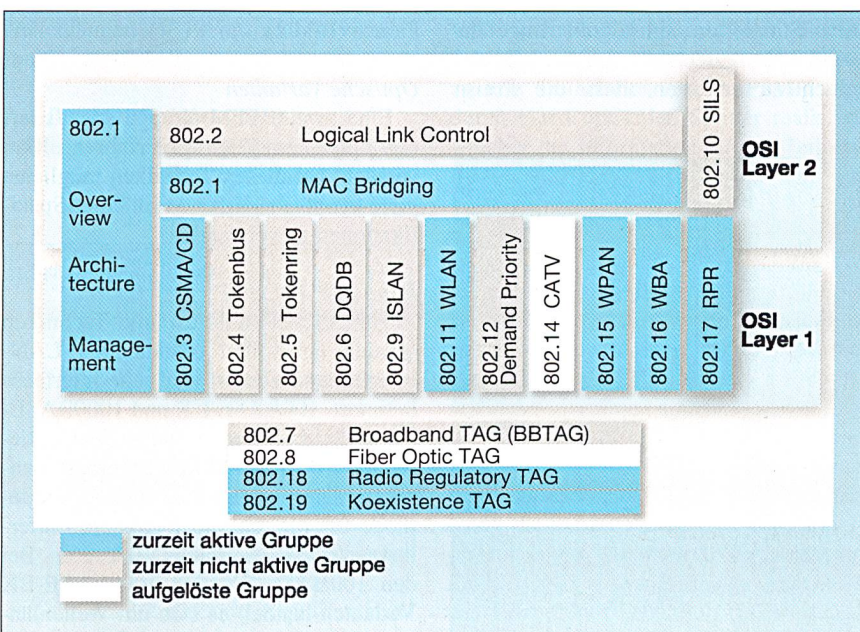 802.1
Over-
view
Archi-
tecture
Manage-
ment
802.2 Logical Link Control
802.1 MAC Bridging
802.10 SILS
OSI
Layer 2
802.3 CSMA/CD
802.4 Tokenbus
802.5 Tokenring
802.6 DQDB
802.9 ISLAN
802.11 WLAN
802.12
Demand Priority
802.14 CATV
802.15 WPAN
802.16 WBA
802.17 RPR
OSI
Layer 1
802.7 Broadband TAG (BBTAG)
802.8 Fiber Optic TAG
802.18 Radio Regulatory TAG
802.19 Koexistence TAG
zurzeit aktive Gruppe
zurzeit nicht aktive Gruppe
aufgelöste Gruppe